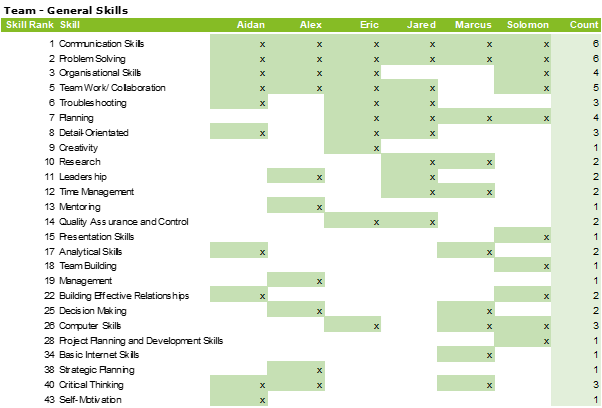 Team - General Skills
Skill Rank Skill Aidan Alex Eric Jared Marcus Solomon Count
1 Communication Skills x x x x x x 6
2 Problem Solving x x x x x x 6
3 Organisational Skills x x x x 4
5 Team Work/ Collaboration x x x x x 5
6 Troubleshooting x x x 3
7 Planning x x x x 4
8 Detail-Orientated x x x 3
9 Creativity x 1
10 Research x x 2
11 Leadership x x 2
12 Time Management x x 2
13 Mentoring x 1
14 Quality Assurance and Control x x 2
15 Presentation Skills x 1
17 Analytical Skills x x 2
18 Team Building x 1
19 Management x 1
22 Building Effective Relationships x x 2
25 Decision Making x x 2
26 Computer Skills x x x 3
28 Project Planning and Development Skills x 1
34 Basic Internet Skills x 1
38 Strategic Planning x 1
40 Critical Thinking x x x 3
43 Self-Motivation x 1